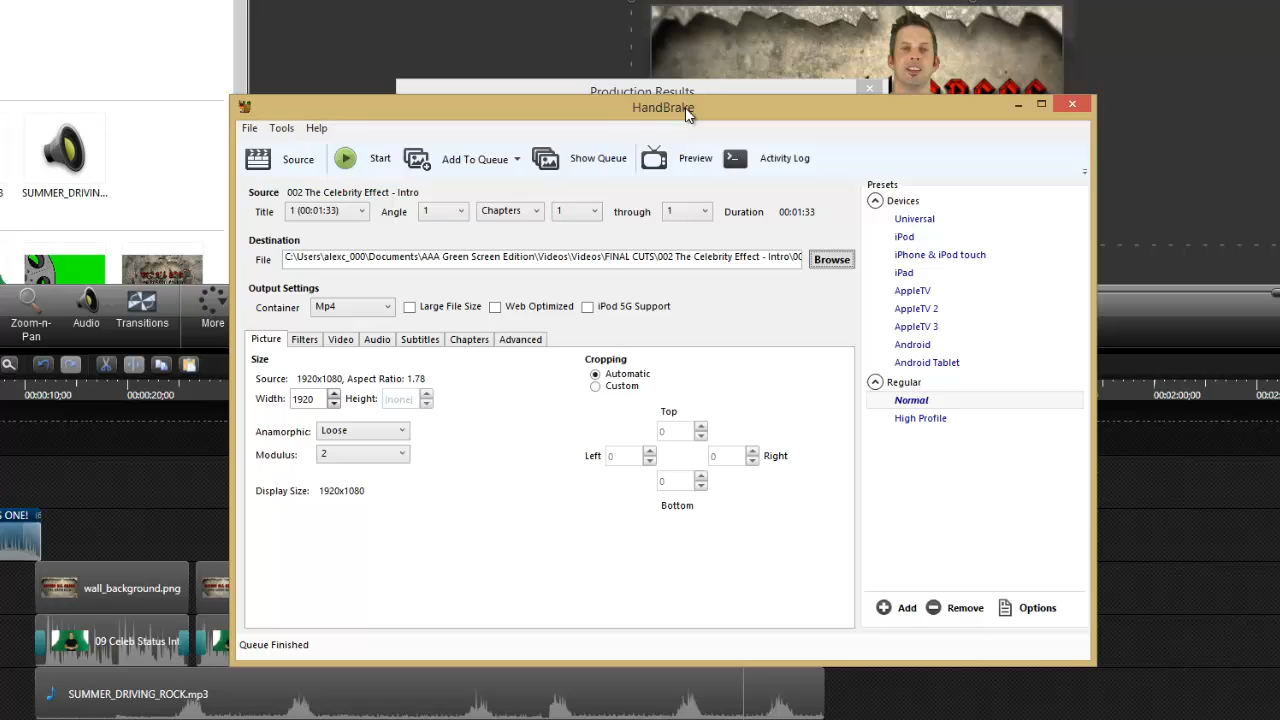 Production Results
HandBrake
File Tools Help
Source Start Add To Queue Show Queue Preview Activity Log
Source 002 The Celebrity Effect - Intro
Title 1 (00:01:33) Angle 1 Chapters 1 through 1 Duration 00:01:33
Destination
File C:\Users\alexc_000\Documents\AAA Green Screen Edition\Videos\Videos\FINAL CUTS\002 The Celebrity Effect - Intro\00 Browse
Output Settings
Container Mp4 Large File Size Web Optimized iPod 5G Support
Picture Filters Video Audio Subtitles Chapters Advanced
Size
Source: 1920x1080, Aspect Ratio: 1.78
Width: 1920 Height: (none)
Anamorphic: Loose
Modulus: 2
Display Size: 1920x1080
Cropping
Automatic
Custom
Top
0
Left 0 0 Right
0
Bottom
Presets
Devices
Universal
iPod
iPhone & iPod touch
iPad
AppleTV
AppleTV 2
AppleTV 3
Android
Android Tablet
Regular
Normal
High Profile
Add Remove Options
Queue Finished
3 SUMMER_DRIVIN...
Zoom-n-
Pan
Audio Transitions More
00:00:10;00 00:00:20;00 00:02:00;00 00:02:
S ONE!
wall_background.png
09 Celeb Status Int
SUMMER_DRIVING_ROCK.mp3